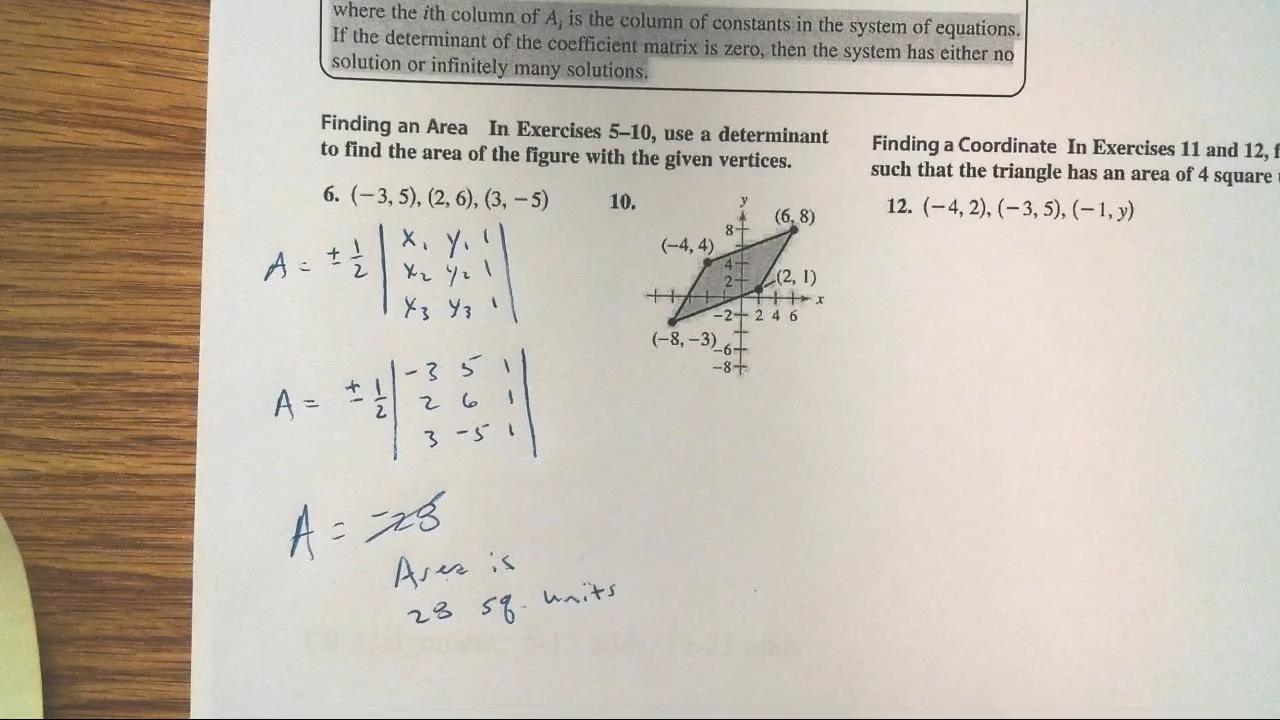 where the ith column of Aᵢ is the column of constants in the system of equations.
If the determinant of the coefficient matrix is zero, then the system has either no
solution or infinitely many solutions.
Finding an Area In Exercises 5–10, use a determinant
to find the area of the figure with the given vertices.
6. (−3, 5), (2, 6), (3, −5)
A = ± 1/2 | x₁ y₁ 1
x₂ y₂ 1
x₃ y₃ 1 |
A = ± 1/2 | -3 5 1
2 6 1
3 -5 1 |
A = -28
Area is
28 sq. units
10.
y
(6, 8)
8
(−4, 4)
4
2
(2, 1)
x
−2
2 4 6
(−8, −3)
−6
−8
Finding a Coordinate In Exercises 11 and 12,
such that the triangle has an area of 4 square
12. (−4, 2), (−3, 5), (−1, y)